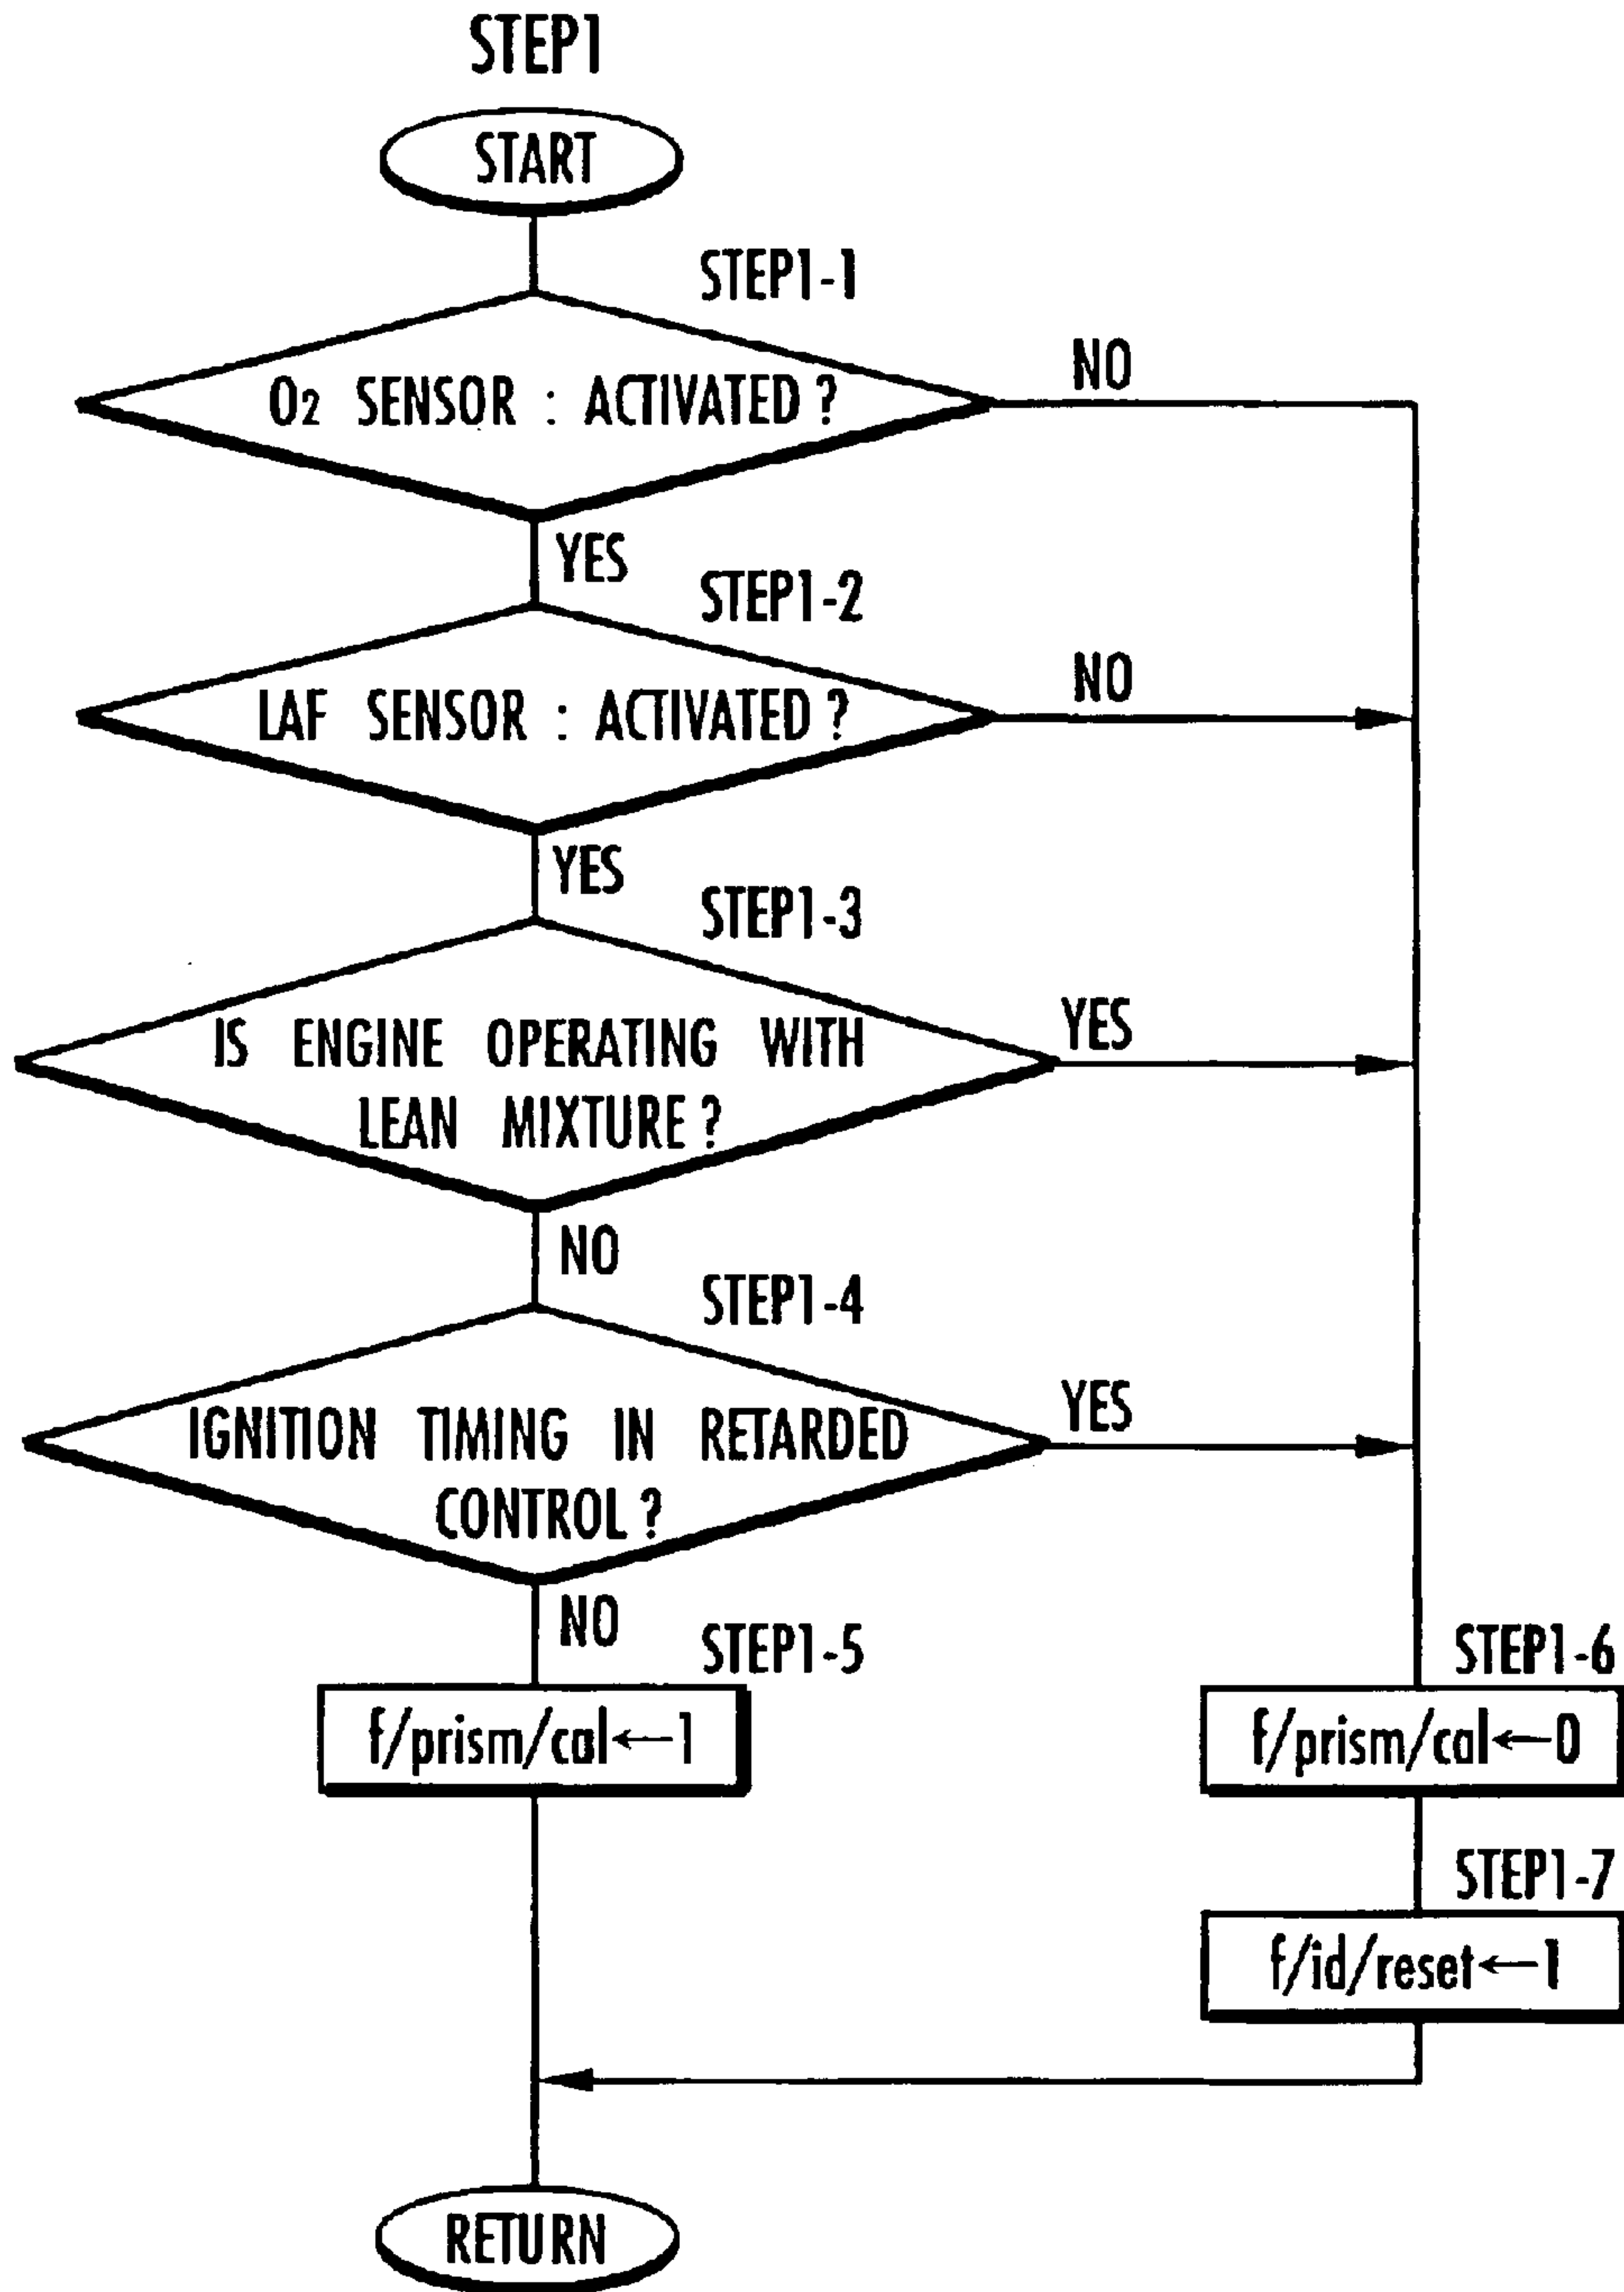 STEP1
START
STEP1-1
O2 SENSOR : ACTIVATED?
NO
YES
STEP1-2
LAF SENSOR : ACTIVATED?
NO
YES
STEP1-3
IS ENGINE OPERATING WITH
LEAN MIXTURE?
YES
NO
STEP1-4
IGNITION TIMING IN RETARDED
CONTROL?
YES
NO
STEP1-5
f/prism/cal←1
STEP1-6
f/prism/cal←0
STEP1-7
f/id/reset←1
RETURN